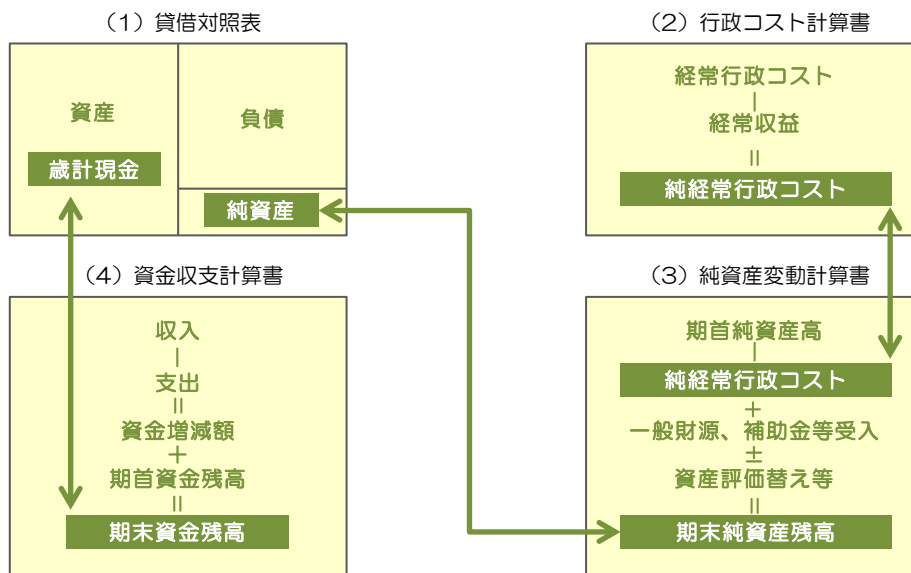 （1）貸借対照表
資産
歳計現金
負債
純資産
（2）行政コスト計算書
経常行政コスト
－
経常収益
＝
純経常行政コスト
（4）資金収支計算書
収入
－
支出
＝
資金増減額
＋
期首資金残高
＝
期末資金残高
（3）純資産変動計算書
期首純資産高
－
純経常行政コスト
＋
一般財源、補助金等受入
±
資産評価替え等
＝
期末純資産残高